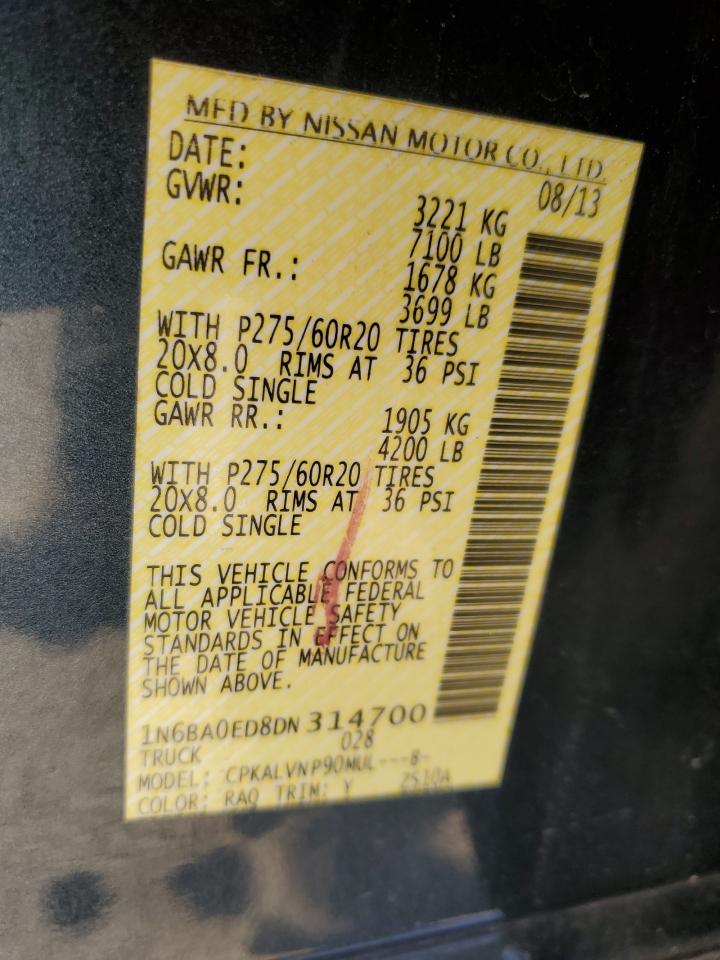 MFD BY NISSAN MOTOR CO., LTD.
DATE: 08/13
GVWR: 3221 KG
7100 LB
GAWR FR.: 1678 KG
3699 LB
WITH P275/60R20 TIRES
20X8.0 RIMS AT 36 PSI
COLD SINGLE
GAWR RR.: 1905 KG
4200 LB
WITH P275/60R20 TIRES
20X8.0 RIMS AT 36 PSI
COLD SINGLE
THIS VEHICLE CONFORMS TO
ALL APPLICABLE FEDERAL
MOTOR VEHICLE SAFETY
STANDARDS IN EFFECT ON
THE DATE OF MANUFACTURE
SHOWN ABOVE.
1N6BA0ED8DN 314700
TRUCK 028
MODEL: CPKALVNP90MUL---8-
COLOR: RAQ TRIM: Y 2510A